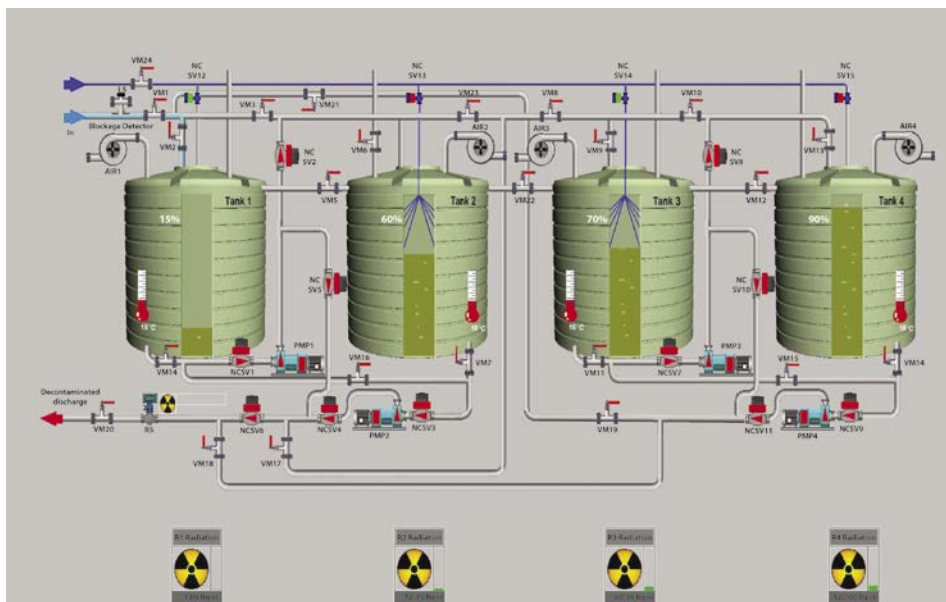 VM24
NC
SV12
NC
SV13
NC
SV14
NC
SV15
LS
VM1
VM3
VM21
VM23
VM8
VM10
In
Blockage Detector
VM2
AIR1
NC
SV2
VM6
AIR2
AIR3
VM9
NC
SV8
VM13
AIR4
Tank 1
15%
VM5
Tank 2
60%
VM22
Tank 3
70%
VM12
Tank 4
90%
NC
SV5
NC
SV10
VM14
NCSV1
PMP1
VM16
VM7
VM11
NCSV7
PMP3
VM15
VM14
Decontaminated
discharge
VM20
RS
NCSV6
NCSV4
PMP2
NCSV3
VM19
NCSV11
PMP4
NCSV9
VM18
VM17
R1 Radiation
R2 Radiation
R3 Radiation
R4 Radiation